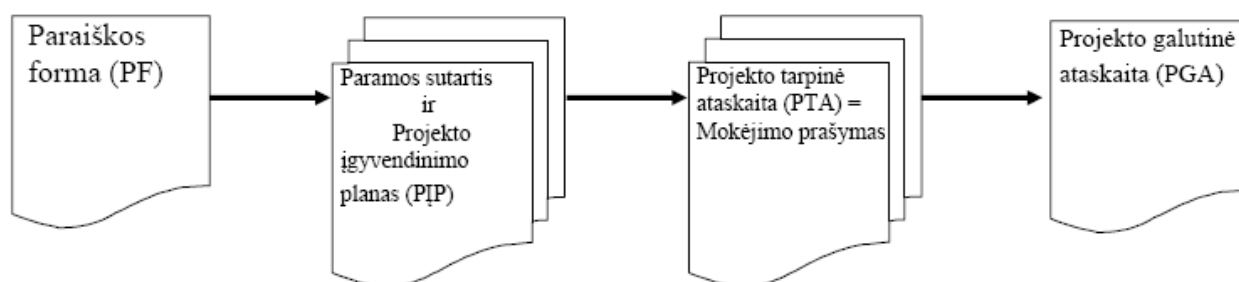 Paraiškos
forma (PF)
Paramos sutartis
ir
Projekto
įgyvendinimo
planas (PĮP)
Projekto tarpinė
ataskaita (PTA) =
Mokėjimo prašymas
Projekto galutinė
ataskaita (PGA)